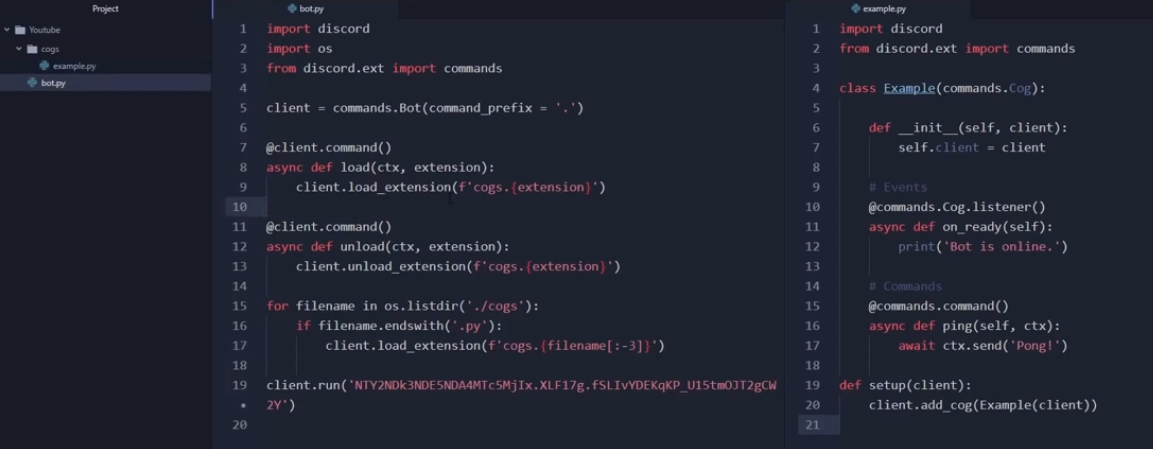 Project
Youtube
cogs
example.py
bot.py
bot.py
1 import discord
2 import os
3 from discord.ext import commands
4
5 client = commands.Bot(command_prefix = '.')
6
7 @client.command()
8 async def load(ctx, extension):
9 client.load_extension(f'cogs.{extension}')
10
11 @client.command()
12 async def unload(ctx, extension):
13 client.unload_extension(f'cogs.{extension}')
14
15 for filename in os.listdir('./cogs'):
16 if filename.endswith('.py'):
17 client.load_extension(f'cogs.{filename[:-3]}')
18
19 client.run('NTY2NDk3NDE5NDA4MTc5MjIx.XLF17g.fSLIvYDEKqKP_U15tmOJT2gCW
• 2Y')
20
example.py
1 import discord
2 from discord.ext import commands
3
4 class Example(commands.Cog):
5
6 def __init__(self, client):
7 self.client = client
8
9 # Events
10 @commands.Cog.listener()
11 async def on_ready(self):
12 print('Bot is online.')
13
14 # Commands
15 @commands.command()
16 async def ping(self, ctx):
17 await ctx.send('Pong!')
18
19 def setup(client):
20 client.add_cog(Example(client))
21